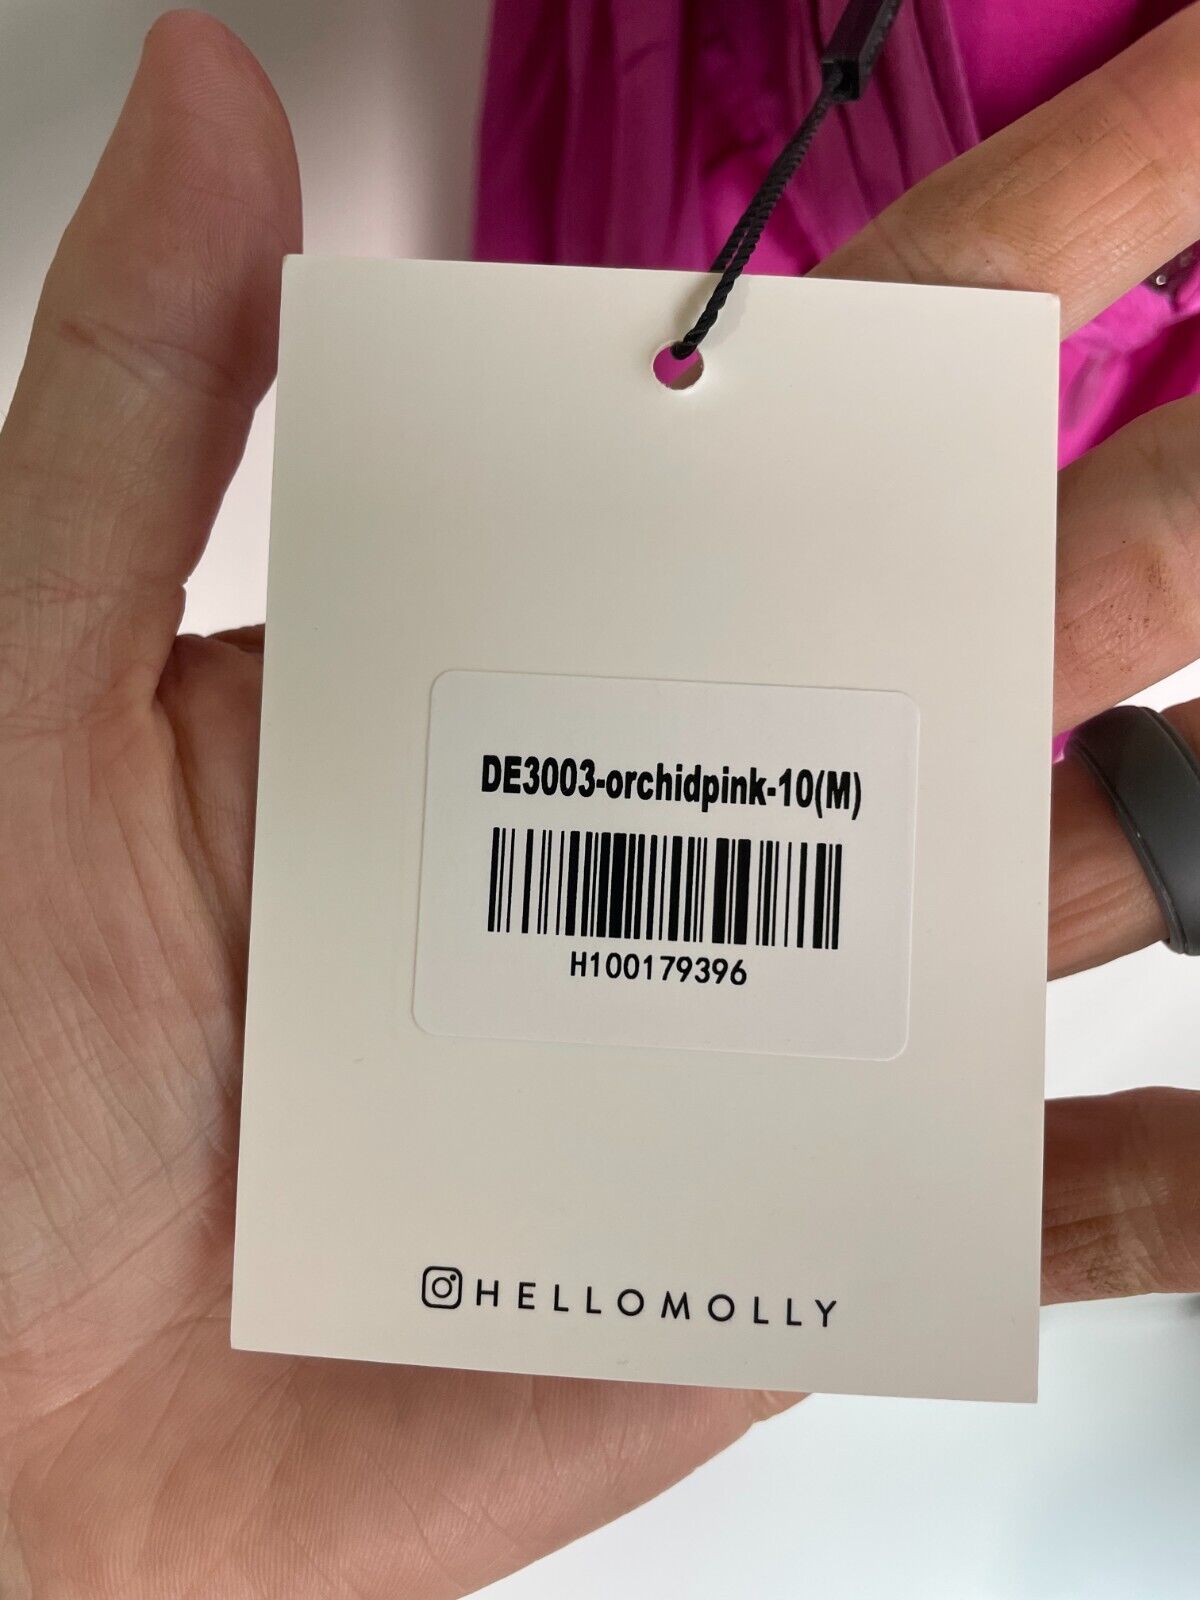 DE3003-orchidpink-10(M)
H100179396
HELLOMOLLY